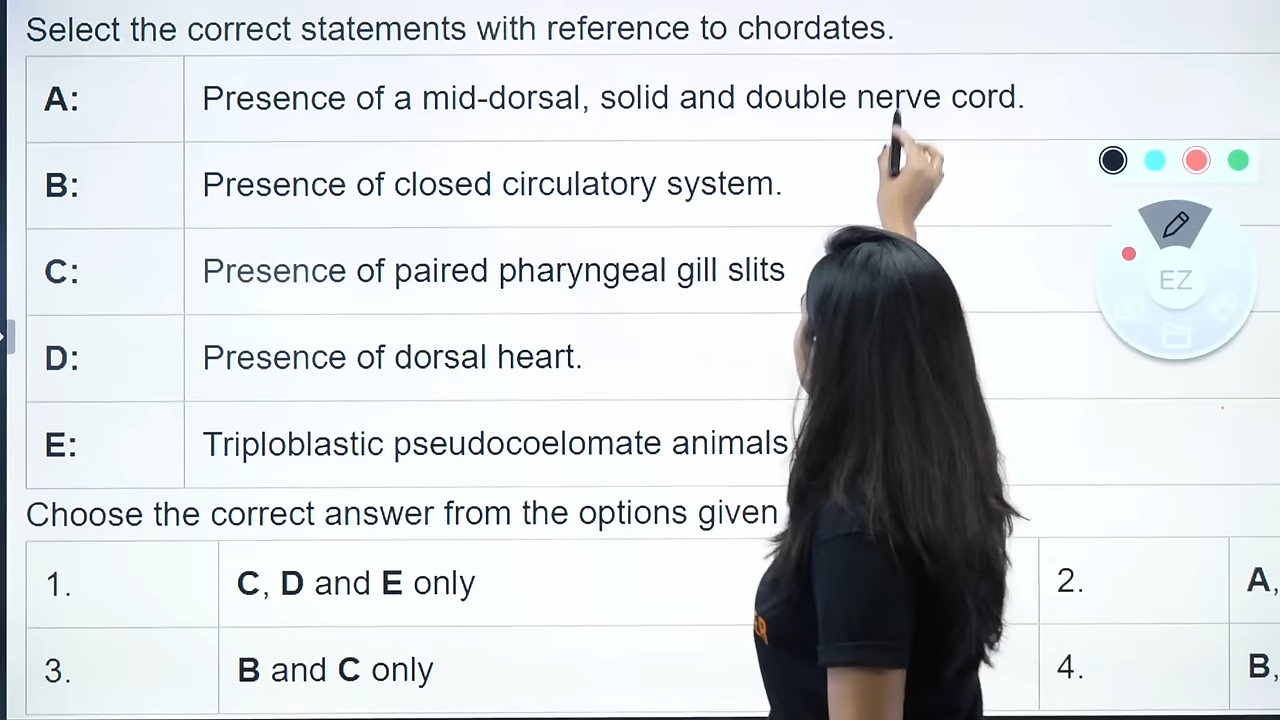 Select the correct statements with reference to chordates.
A: Presence of a mid-dorsal, solid and double nerve cord.
B: Presence of closed circulatory system.
C: Presence of paired pharyngeal gill slits
D: Presence of dorsal heart.
E: Triploblastic pseudocoelomate animals
EZ
Choose the correct answer from the options given
1. C, D and E only 2. A,
3. B and C only 4. B,